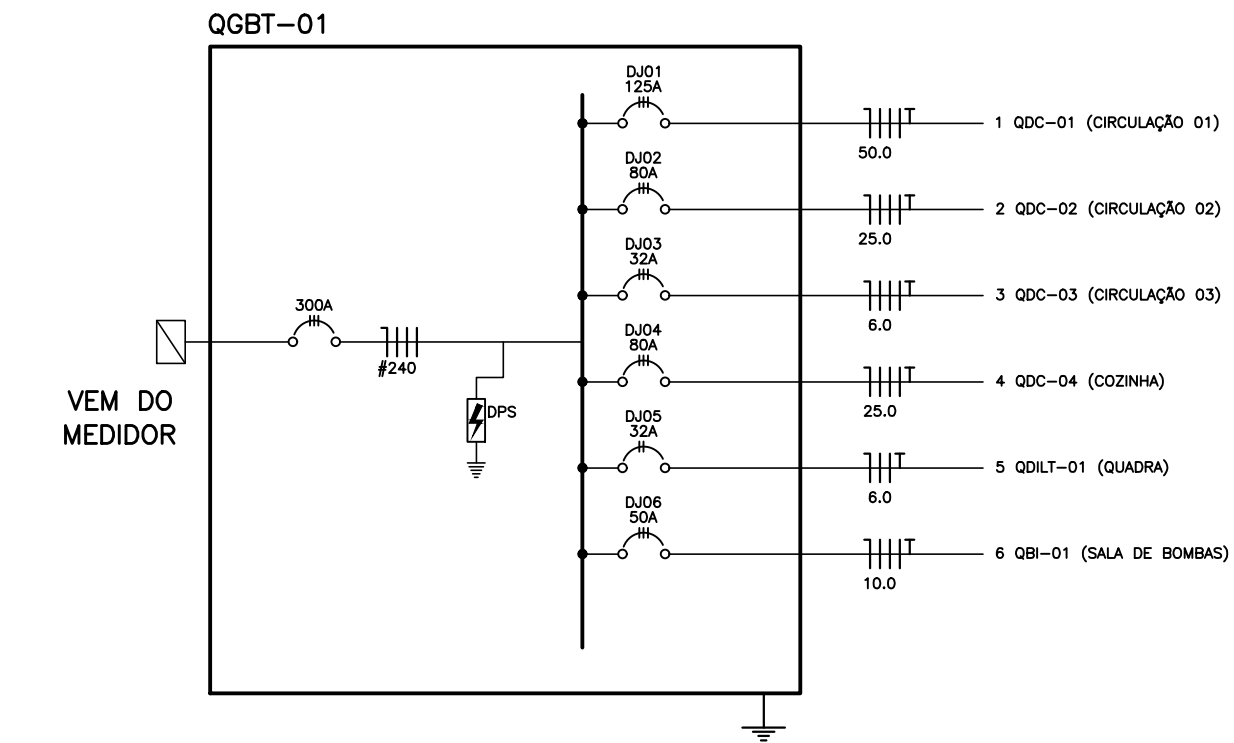 QGBT-01
DJ01
125A
50.0
1 QDC-01 (CIRCULAÇÃO 01)
DJ02
80A
25.0
2 QDC-02 (CIRCULAÇÃO 02)
DJ03
32A
6.0
3 QDC-03 (CIRCULAÇÃO 03)
300A
#240
VEM DO
MEDIDOR
DPS
DJ04
80A
25.0
4 QDC-04 (COZINHA)
DJ05
32A
6.0
5 QDILT-01 (QUADRA)
DJ06
50A
10.0
6 QBI-01 (SALA DE BOMBAS)